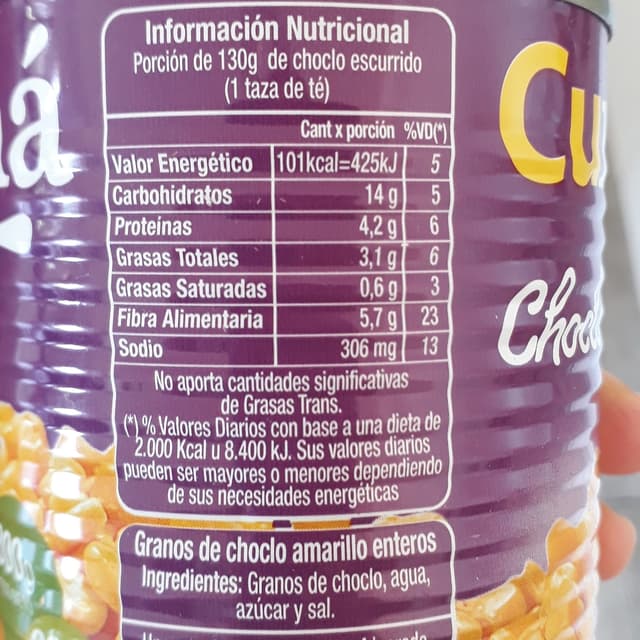 Información Nutricional
Porción de 130g de choclo escurrido
(1 taza de té)
Cant x porción %VD(*)
Valor Energético 101kcal=425kJ 5
Carbohidratos 14 g 5
Proteínas 4,2 g 6
Grasas Totales 3,1 g 6
Grasas Saturadas 0,6 g 3
Fibra Alimentaria 5,7 g 23
Sodio 306 mg 13
No aporta cantidades significativas
de Grasas Trans.
(*) % Valores Diarios con base a una dieta de
2.000 Kcal u 8.400 kJ. Sus valores diarios
pueden ser mayores o menores dependiendo
de sus necesidades energéticas
Granos de choclo amarillo enteros
Ingredientes: Granos de choclo, agua,
azúcar y sal.
Cu